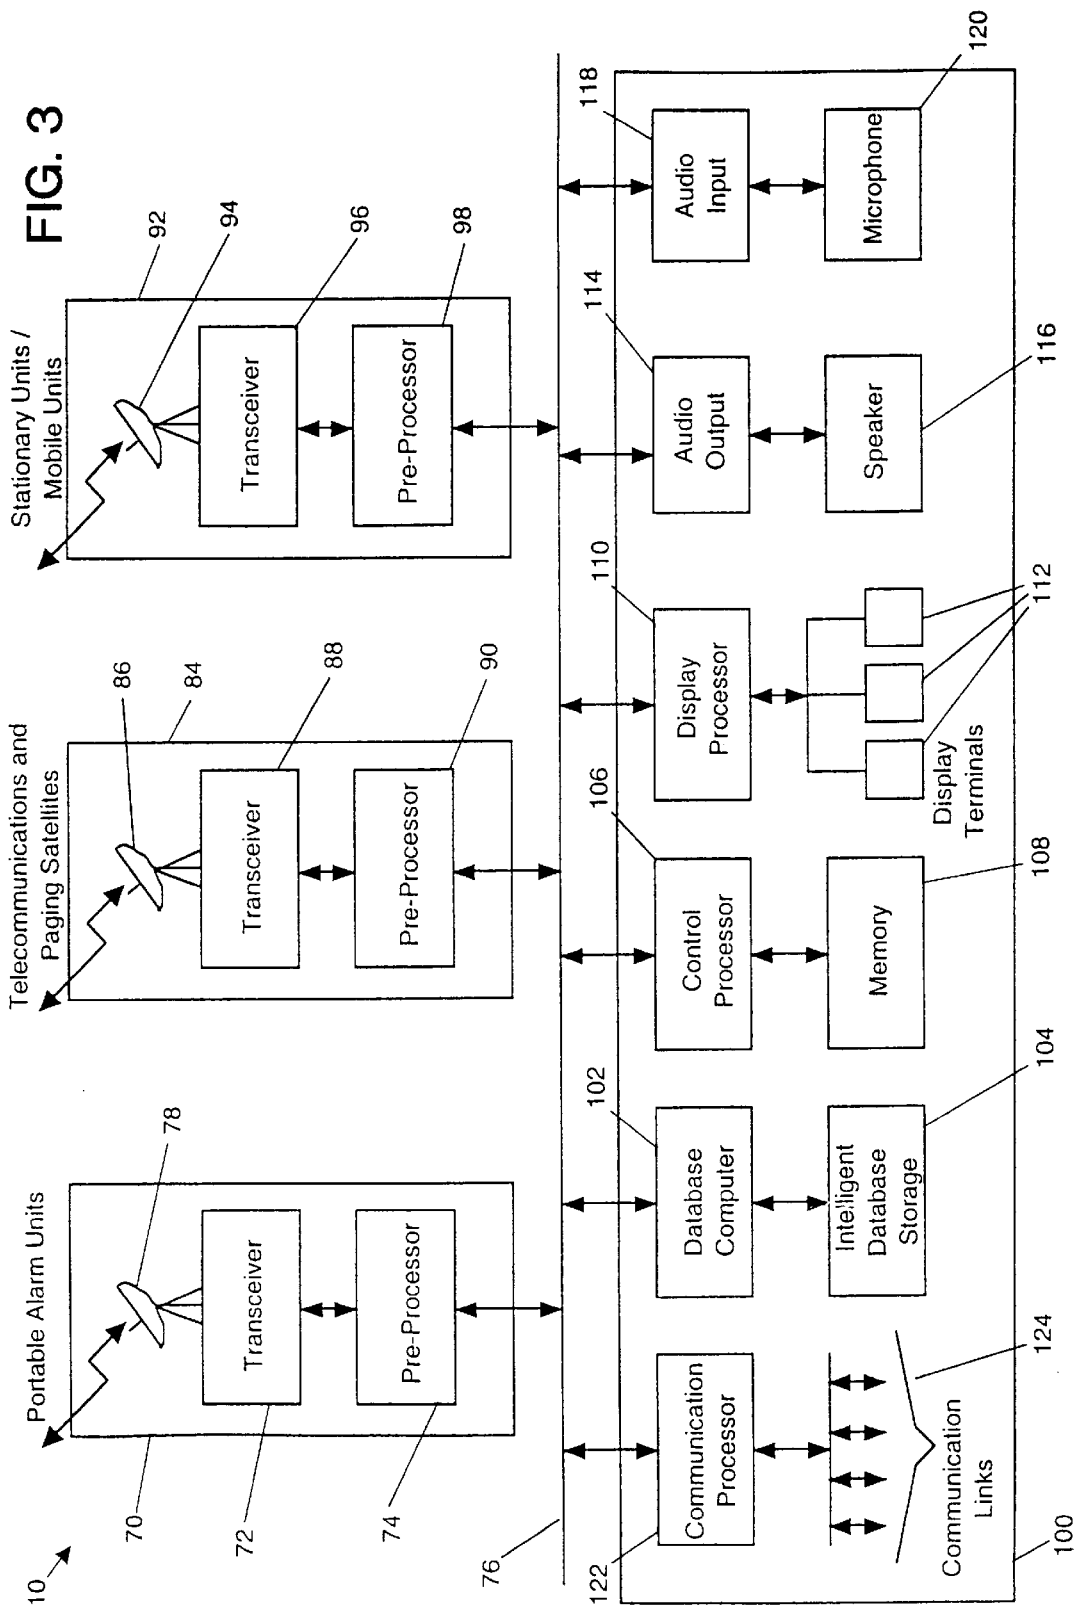 FIG. 3
10
Portable Alarm Units
78
70
72
Transceiver
74
Pre-Processor
76
Telecommunications and
Paging Satellites
86
84
Transceiver
88
Pre-Processor
90
Stationary Units /
Mobile Units
92
94
Transceiver
96
Pre-Processor
98
122
Communication
Processor
124
Communication
Links
100
102
Database
Computer
Intelligent
Database
Storage
104
106
Control
Processor
Memory
108
110
Display
Processor
112
Display
Terminals
114
Audio
Output
Speaker
116
118
Audio
Input
Microphone
120